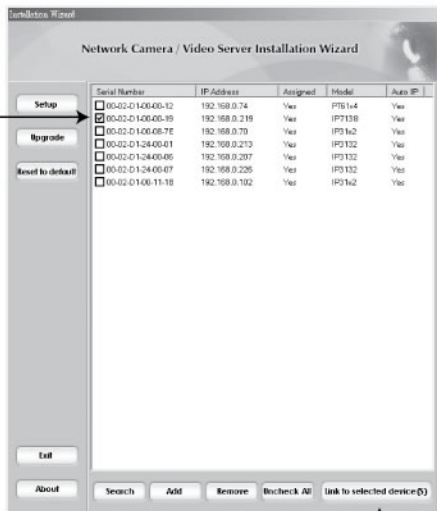 Installation Wizard
Network Camera / Video Server Installation Wizard
Serial Number IP Address Assigned Model Auto IP
00-02-D1-00-00-12 192.168.0.74 Yes PT61x4 Yes
00-02-D1-00-00-19 192.168.0.219 Yes IP7138 Yes
00-02-D1-00-08-7E 192.168.0.70 Yes IP31x2 Yes
00-02-D1-24-00-01 192.168.0.213 Yes IP3132 Yes
00-02-D1-24-00-06 192.168.0.207 Yes IP3132 Yes
00-02-D1-24-00-07 192.168.0.226 Yes IP3132 Yes
00-02-D1-00-11-18 192.168.0.102 Yes IP31x2 Yes
Setup
Upgrade
Reset to default
Exit
About
Search Add Remove Uncheck All Link to selected device(S)